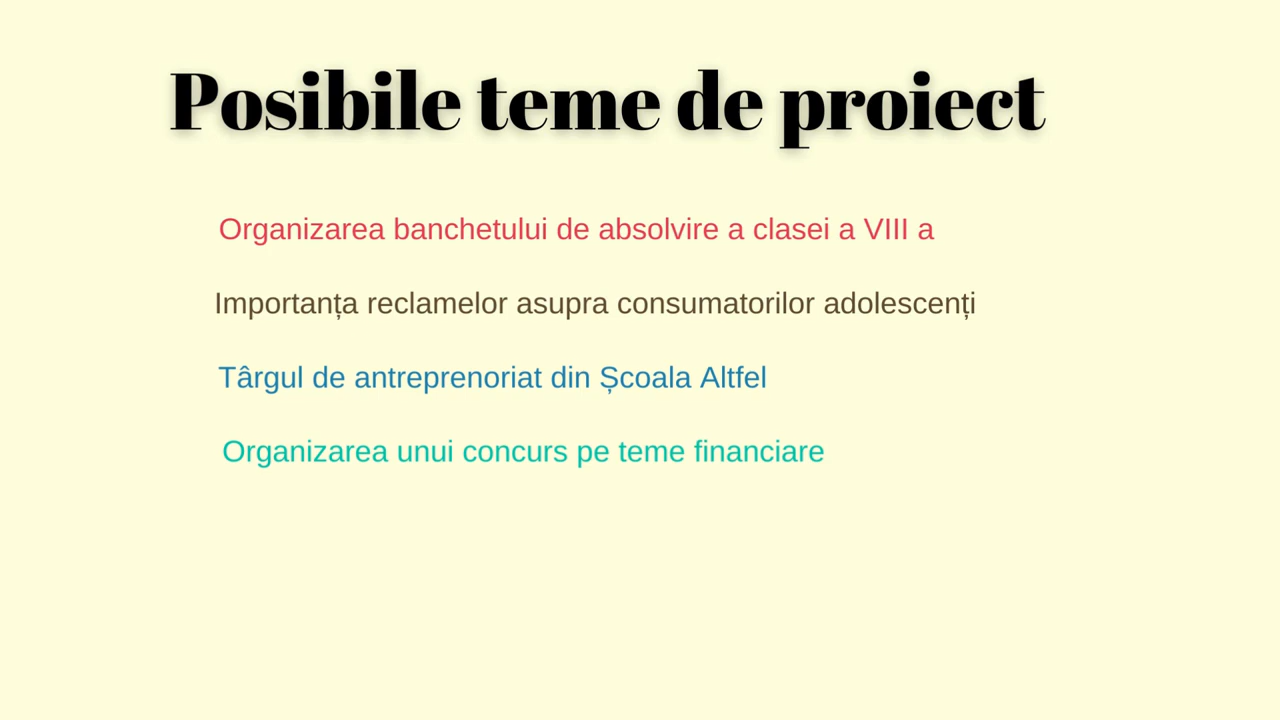 Posibile teme de proiect
Organizarea banchetului de absolvire a clasei a VIII a
Importanța reclamelor asupra consumatorilor adolescenți
Târgul de antreprenoriat din Școala Altfel
Organizarea unui concurs pe teme financiare